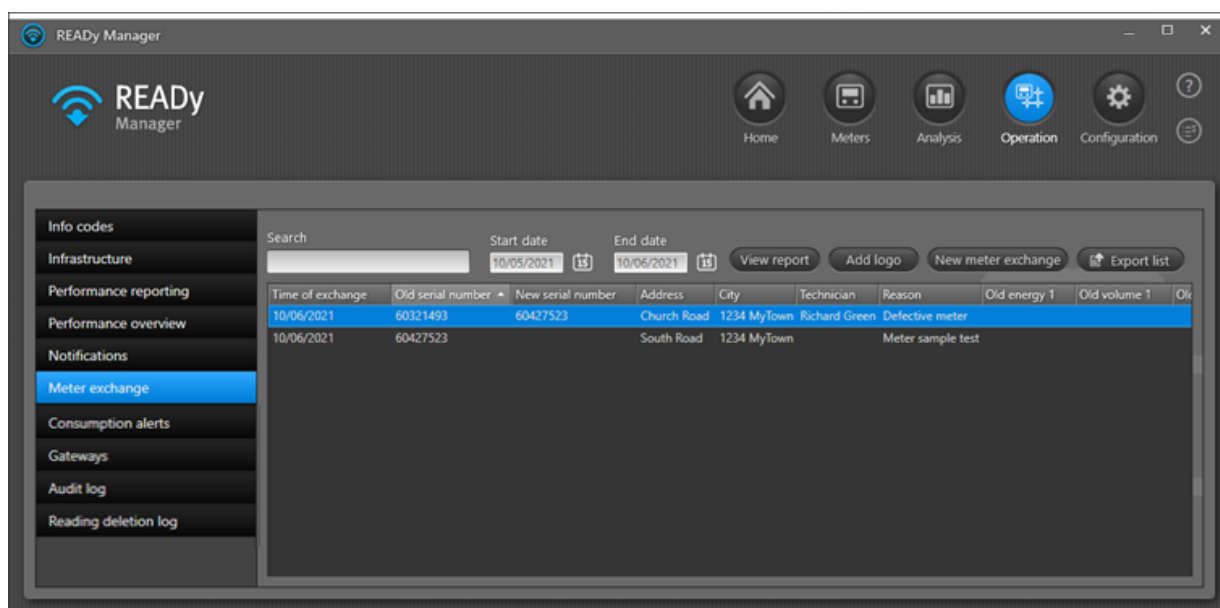 READy Manager
READy
Manager
Home Meters Analysis Operation Configuration
?
Info codes
Infrastructure
Performance reporting
Performance overview
Notifications
Meter exchange
Consumption alerts
Gateways
Audit log
Reading deletion log
Search Start date End date
10/05/2021 15 10/06/2021 15 View report Add logo New meter exchange Export list
Time of exchange Old serial number New serial number Address City Technician Reason Old energy 1 Old volume 1
10/06/2021 60321493 60427523 Church Road 1234 MyTown Richard Green Defective meter
10/06/2021 60427523 South Road 1234 MyTown Meter sample test